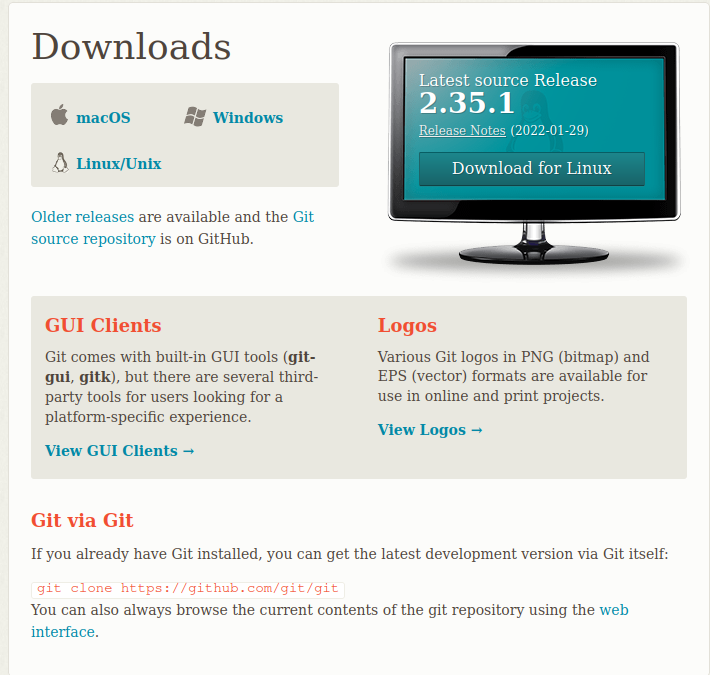 Downloads
macOS
Windows
Linux/Unix
Older releases are available and the Git
source repository is on GitHub.
Latest source Release
2.35.1
Release Notes (2022-01-29)
Download for Linux
GUI Clients
Git comes with built-in GUI tools (git-
gui, gitk), but there are several third-
party tools for users looking for a
platform-specific experience.
View GUI Clients →
Logos
Various Git logos in PNG (bitmap) and
EPS (vector) formats are available for
use in online and print projects.
View Logos →
Git via Git
If you already have Git installed, you can get the latest development version via Git itself:
git clone https://github.com/git/git
You can also always browse the current contents of the git repository using the web
interface.